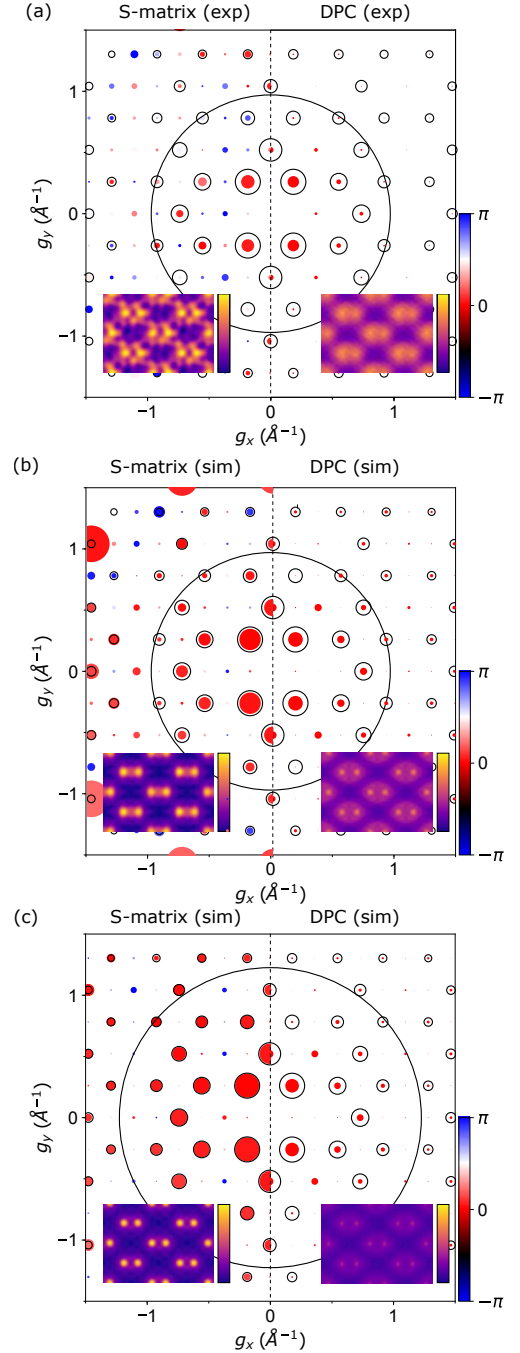 (a)
S-matrix (exp) DPC (exp)
1
0
−1
g_y (Å⁻¹)
−1 0 1
g_x (Å⁻¹)
π
0
−π
(b)
S-matrix (sim) DPC (sim)
1
0
−1
g_y (Å⁻¹)
−1 0 1
g_x (Å⁻¹)
π
0
−π
(c)
S-matrix (sim) DPC (sim)
1
0
−1
g_y (Å⁻¹)
−1 0 1
g_x (Å⁻¹)
π
0
−π